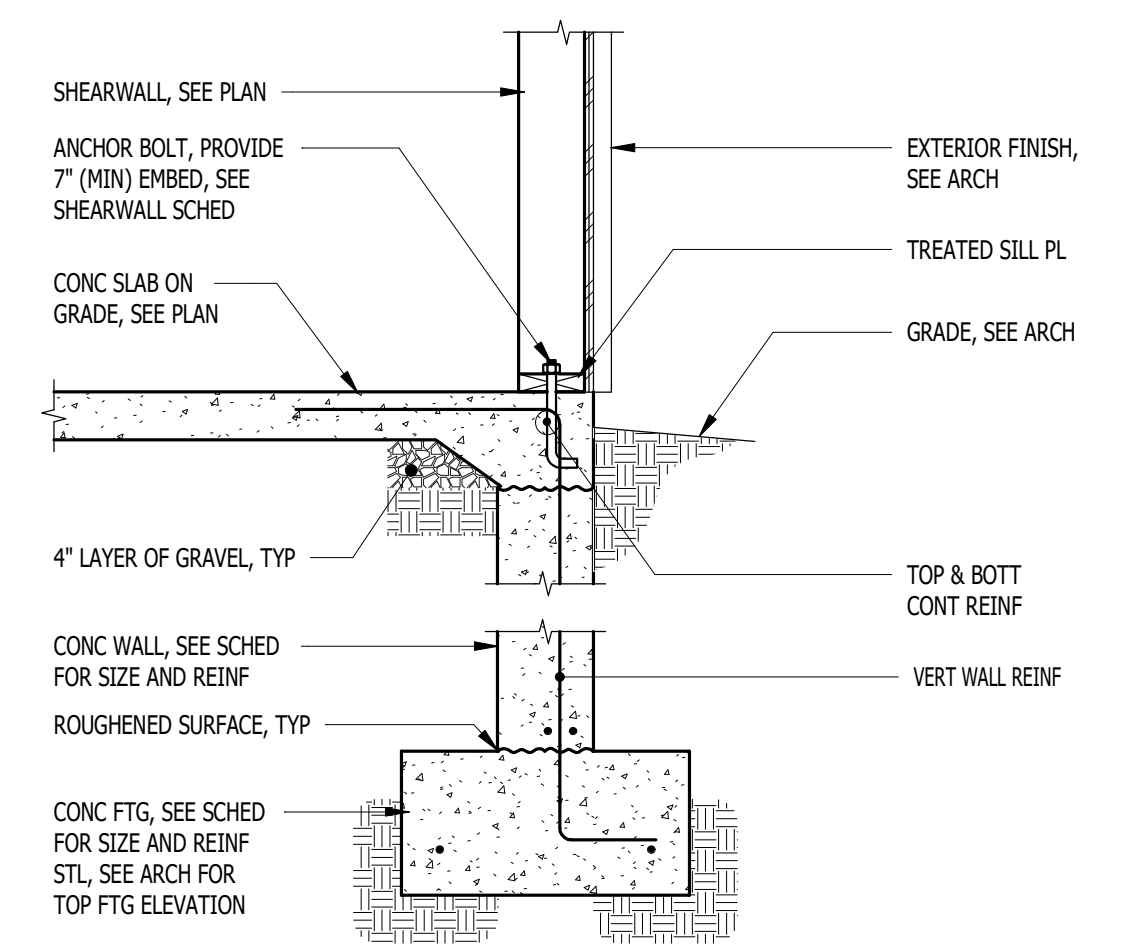 SHEARWALL, SEE PLAN
ANCHOR BOLT, PROVIDE
7" (MIN) EMBED, SEE
SHEARWALL SCHED
CONC SLAB ON
GRADE, SEE PLAN
4" LAYER OF GRAVEL, TYP
CONC WALL, SEE SCHED
FOR SIZE AND REINF
ROUGHENED SURFACE, TYP
CONC FTG, SEE SCHED
FOR SIZE AND REINF
STL, SEE ARCH FOR
TOP FTG ELEVATION
EXTERIOR FINISH,
SEE ARCH
TREATED SILL PL
GRADE, SEE ARCH
TOP & BOTT
CONT REINF
VERT WALL REINF